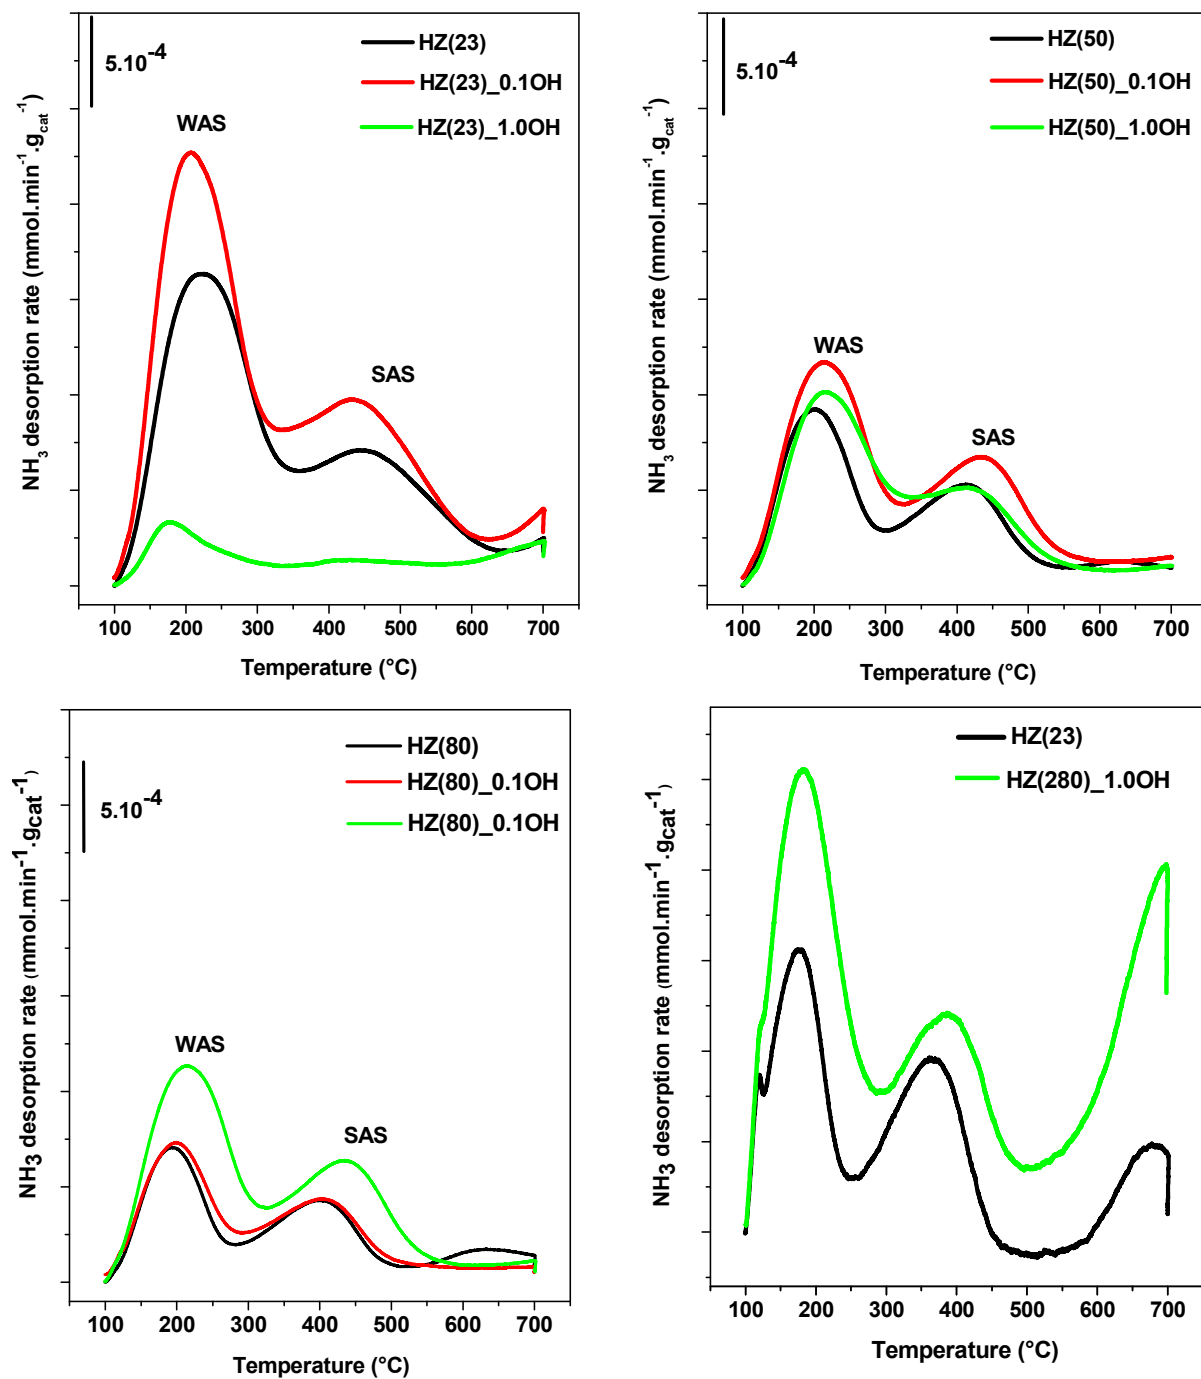 5.10⁻⁴
HZ(23)
HZ(23)_0.1OH
HZ(23)_1.0OH
WAS
SAS
NH₃ desorption rate (mmol.min⁻¹.g_cat⁻¹)
100 200 300 400 500 600 700
Temperature (°C)
5.10⁻⁴
HZ(50)
HZ(50)_0.1OH
HZ(50)_1.0OH
WAS
SAS
NH₃ desorption rate (mmol.min⁻¹.g_cat⁻¹)
100 200 300 400 500 600 700
Temperature (°C)
5.10⁻⁴
HZ(80)
HZ(80)_0.1OH
HZ(80)_0.1OH
WAS
SAS
NH3 desorption rate (mmol.min⁻¹.gcat⁻¹)
100 200 300 400 500 600 700
Temperature (°C)
HZ(23)
HZ(280)_1.0OH
NH3 desorption rate (mmol.min⁻¹.gcat⁻¹)
100 200 300 400 500 600 700
Temperature (°C)